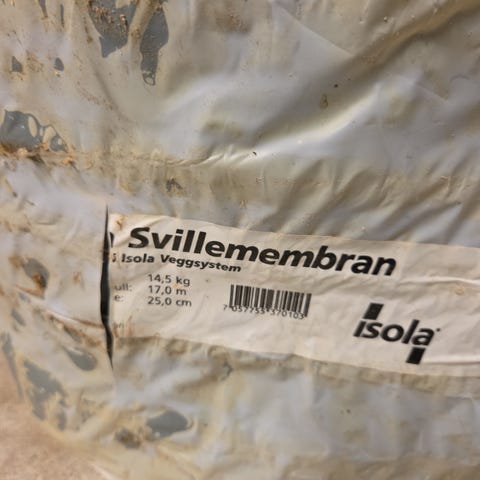 Svillemembran
Isola Veggsystem
14,5 kg
17,0 m
25,0 cm
isola